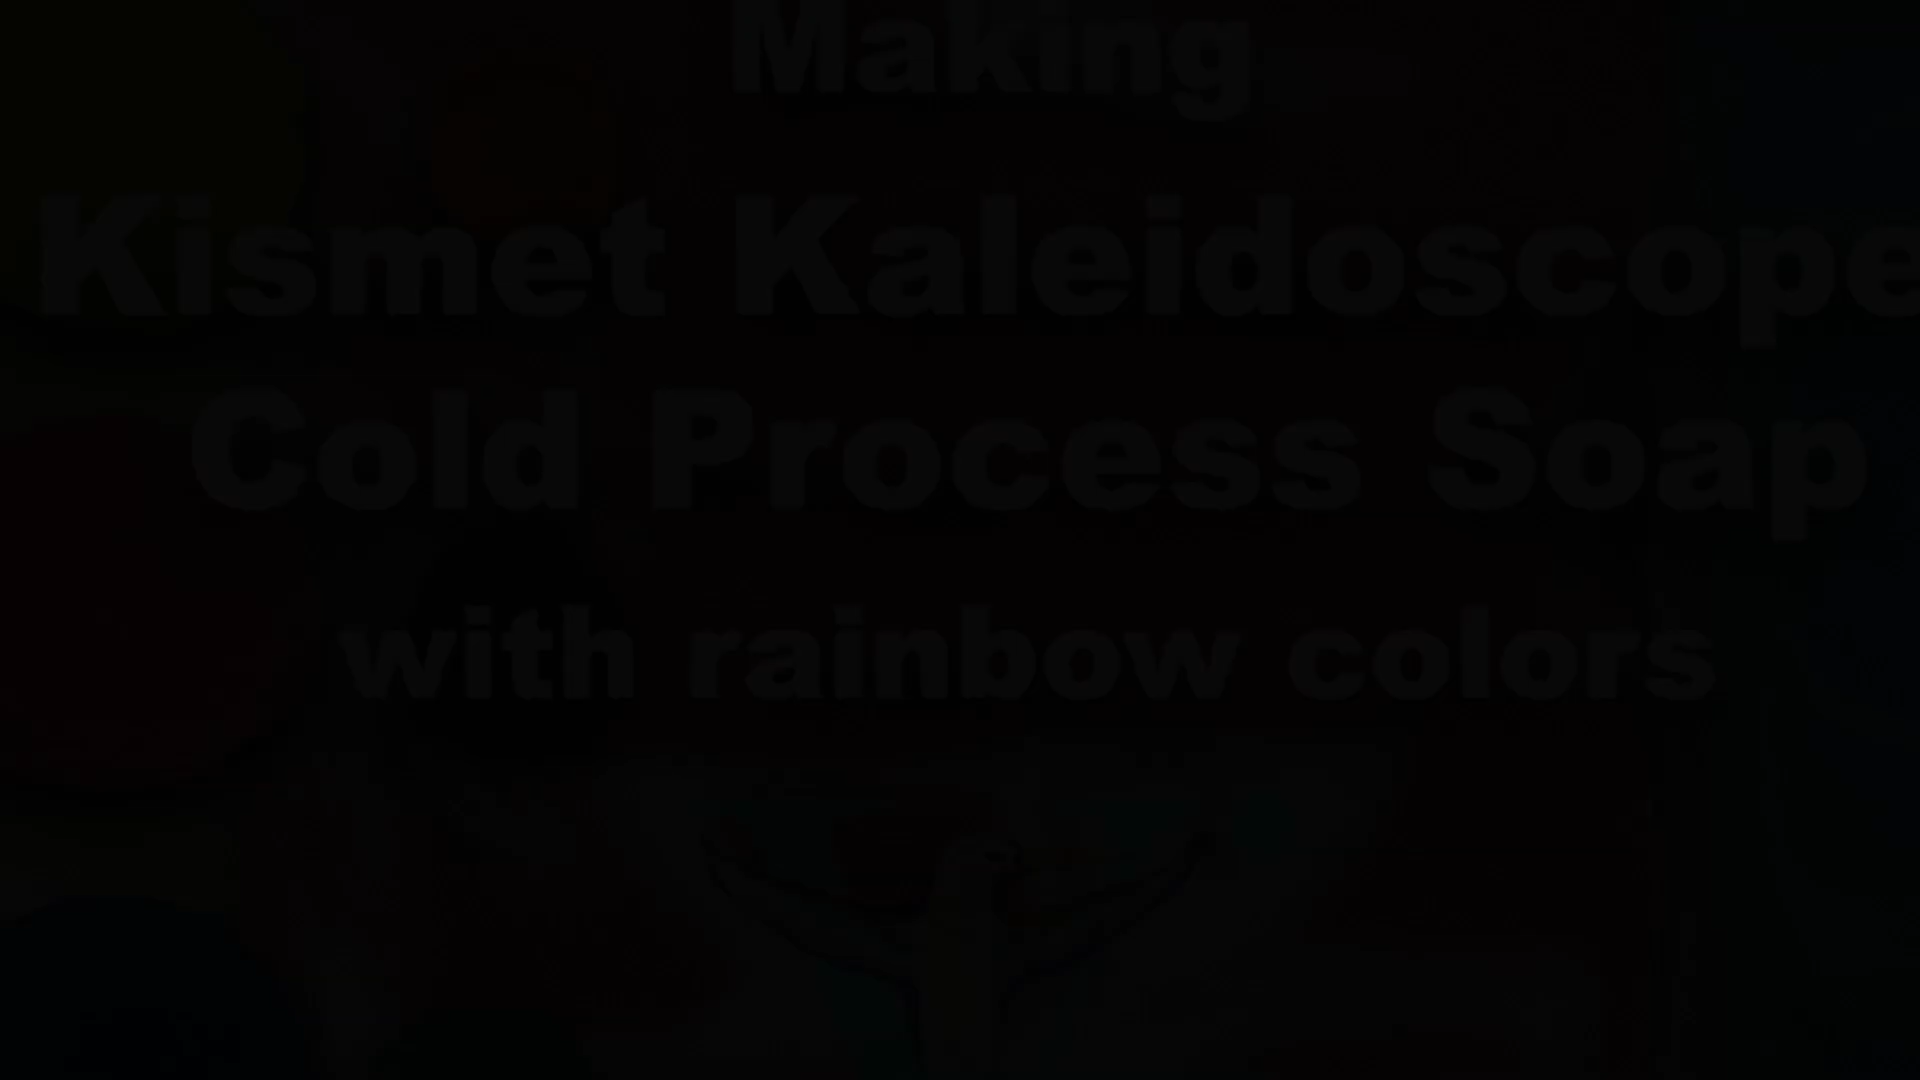 Making
Kismet Kaleidoscope
Cold Process Soap
with rainbow colors